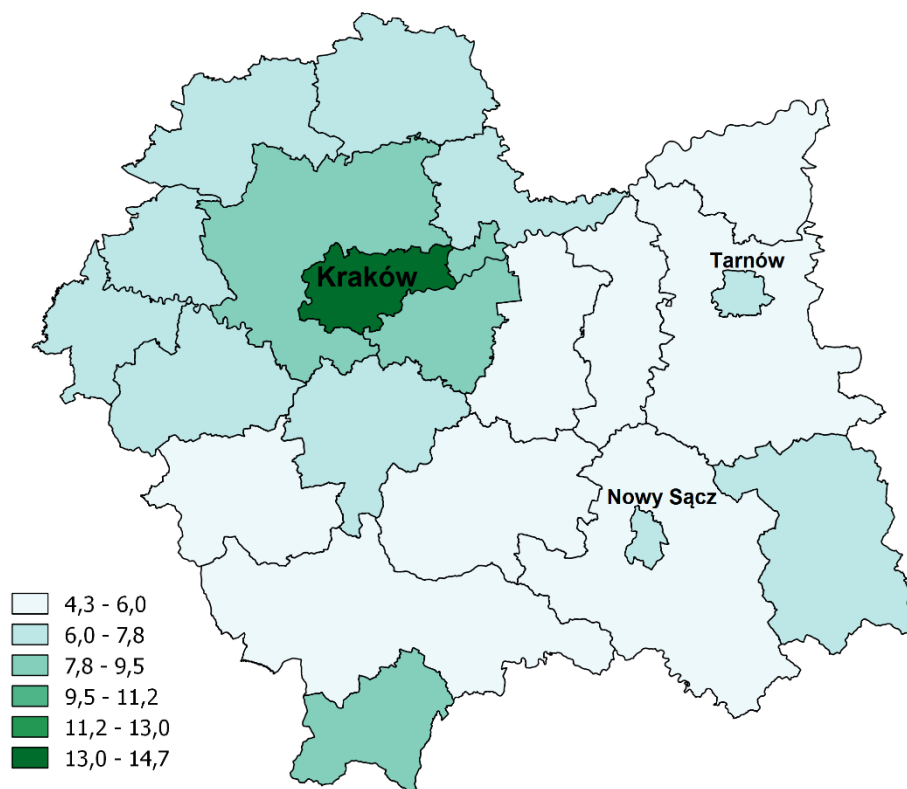 Kraków
Tarnów
Nowy Sącz
4,3 - 6,0
6,0 - 7,8
7,8 - 9,5
9,5 - 11,2
11,2 - 13,0
13,0 - 14,7